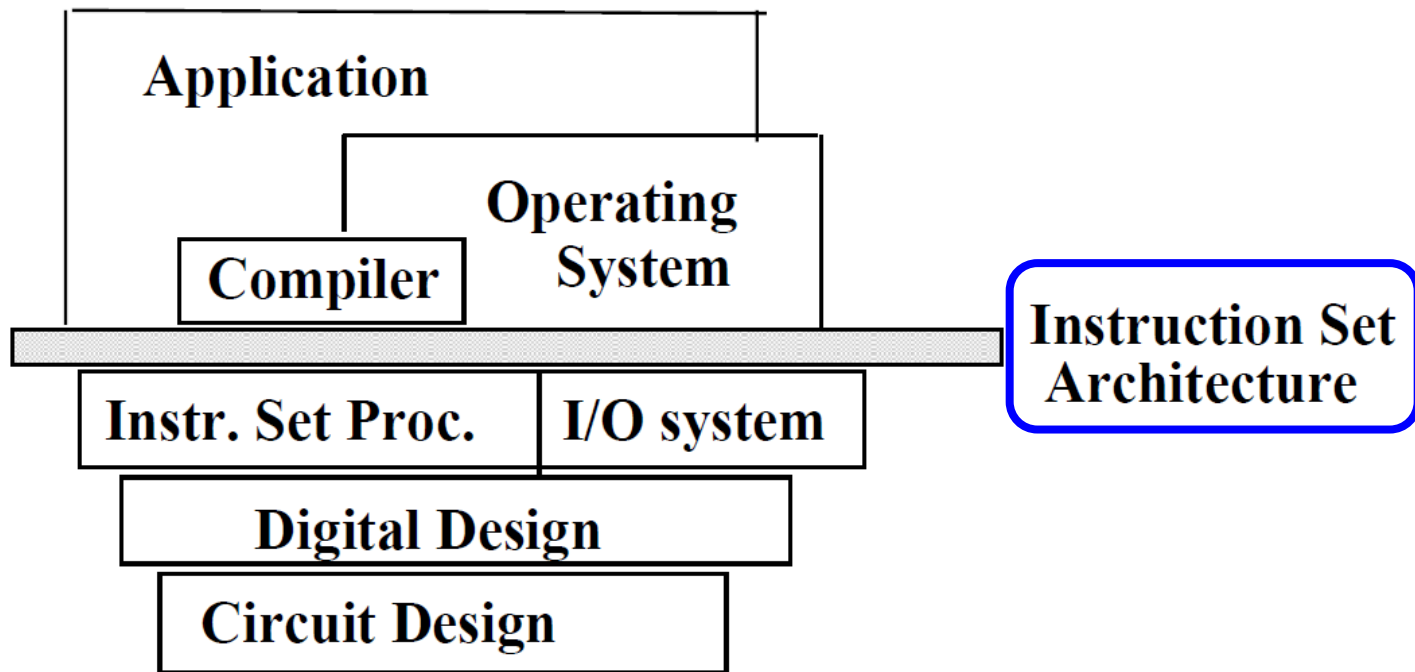 Application
Operating
System
Compiler
Instruction Set
Architecture
Instr. Set Proc.
I/O system
Digital Design
Circuit Design